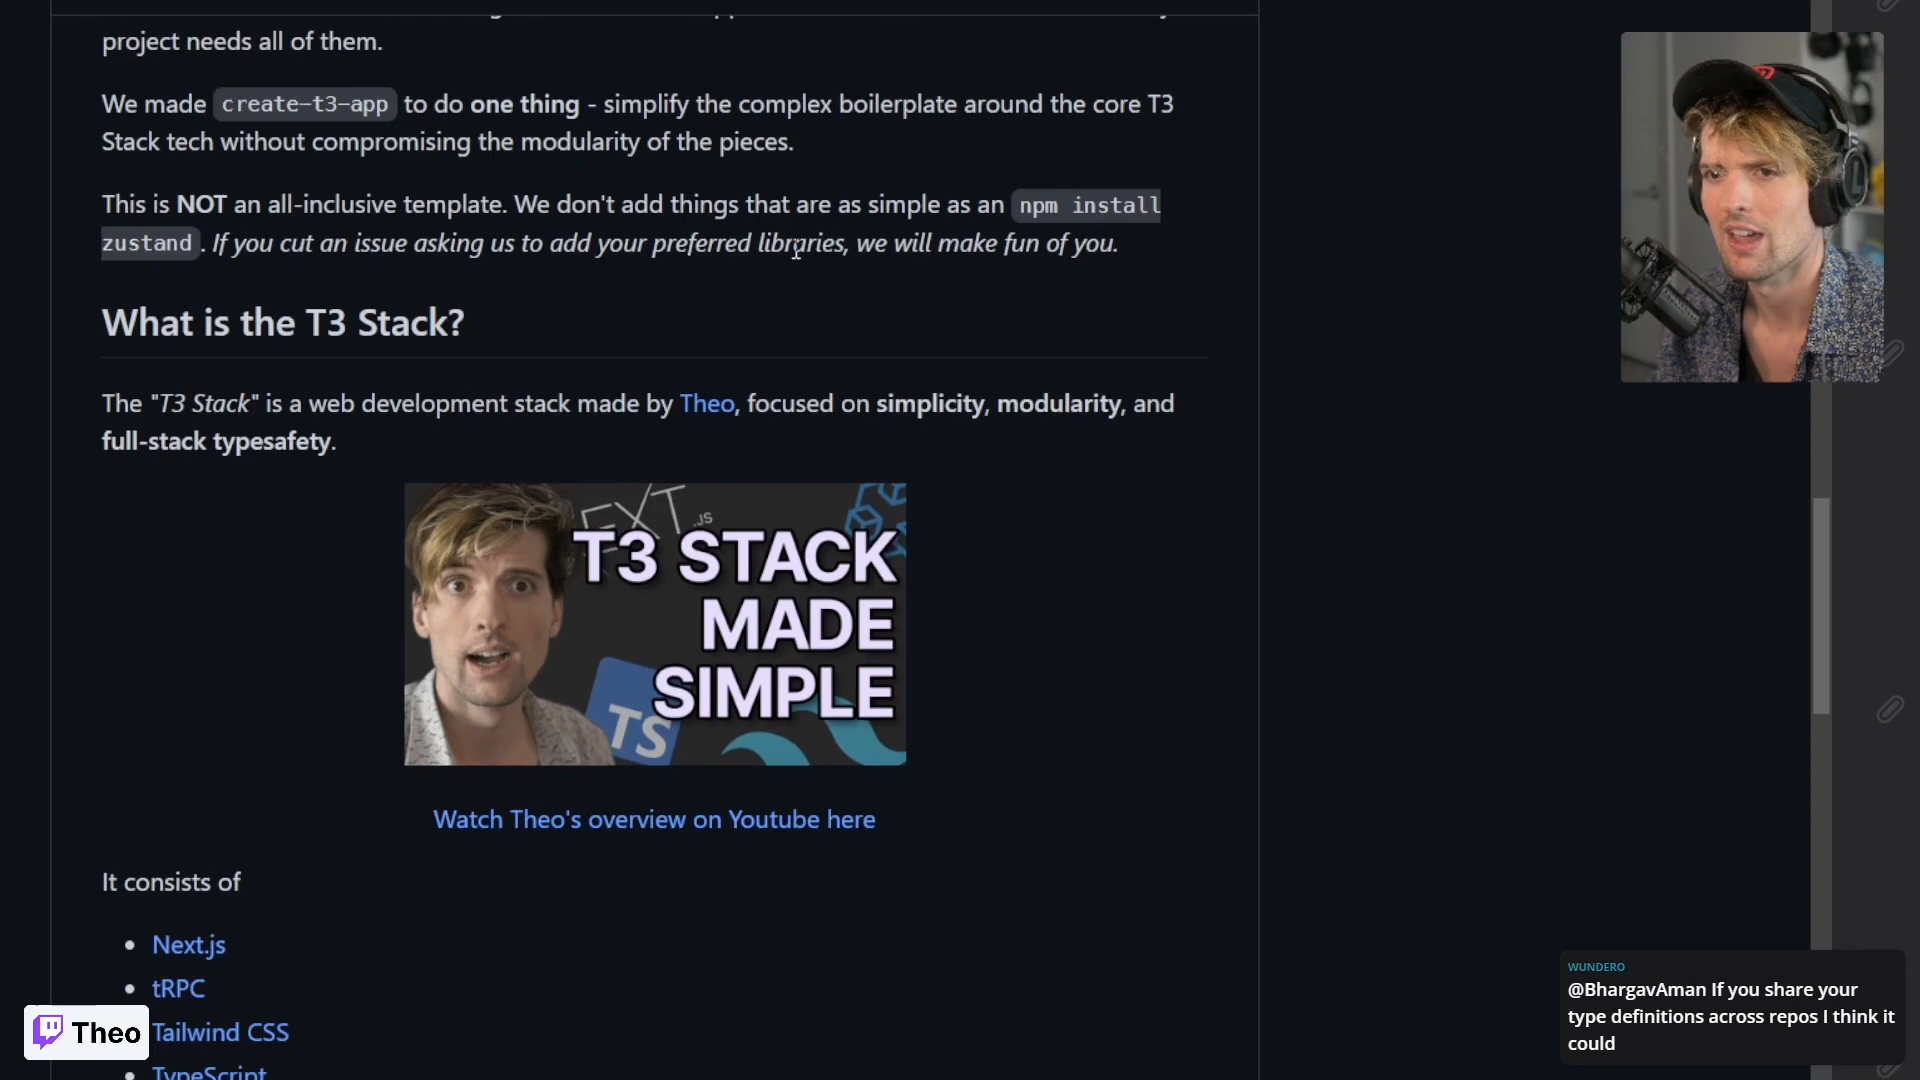 project needs all of them.
We made create-t3-app to do one thing - simplify the complex boilerplate around the core T3
Stack tech without compromising the modularity of the pieces.
This is NOT an all-inclusive template. We don't add things that are as simple as an npm install
zustand. If you cut an issue asking us to add your preferred libraries, we will make fun of you.
What is the T3 Stack?
The "T3 Stack" is a web development stack made by Theo, focused on simplicity, modularity, and
full-stack typesafety.
EXT.JS
T3 STACK
MADE
SIMPLE
TS
Watch Theo's overview on Youtube here
It consists of
Next.js
tRPC
Tailwind CSS
TypeScript
Theo
WUNDERO
@BhargavAman If you share your
type definitions across repos I think it
could